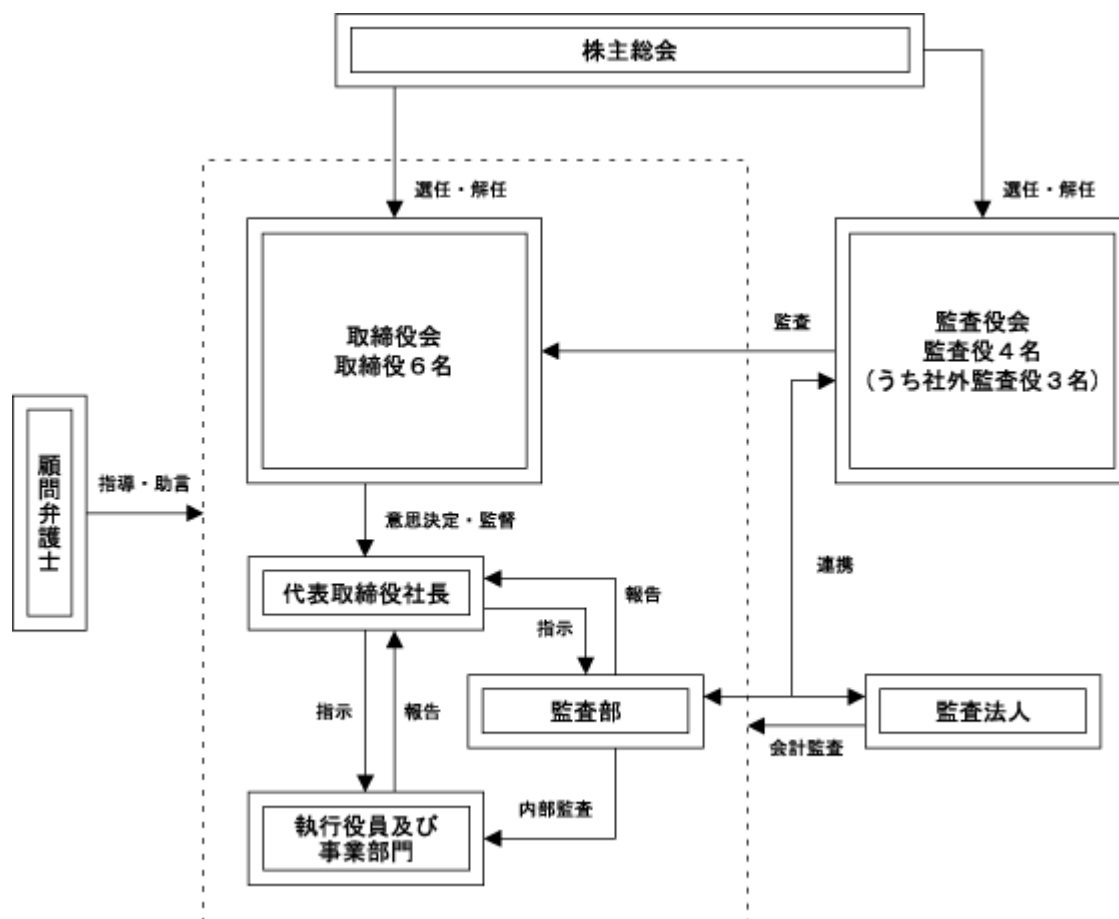 株主総会
選任・解任
選任・解任
取締役会
取締役６名
監査
監査役会
監査役４名
（うち社外監査役３名）
顧問弁護士
指導・助言
意思決定・監督
代表取締役社長
報告
指示
連携
監査部
監査法人
指示
報告
会計監査
内部監査
執行役員及び
事業部門